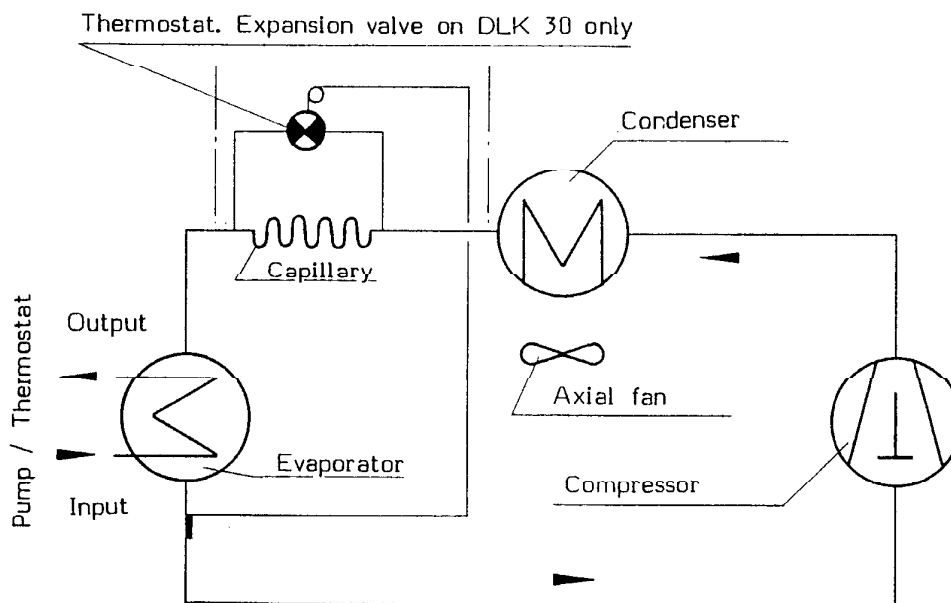 Thermostat. Expansion valve on DLK 30 only
Condenser
Capillary
Output
Pump / Thermostat
Axial fan
Evaporator
Compressor
Input